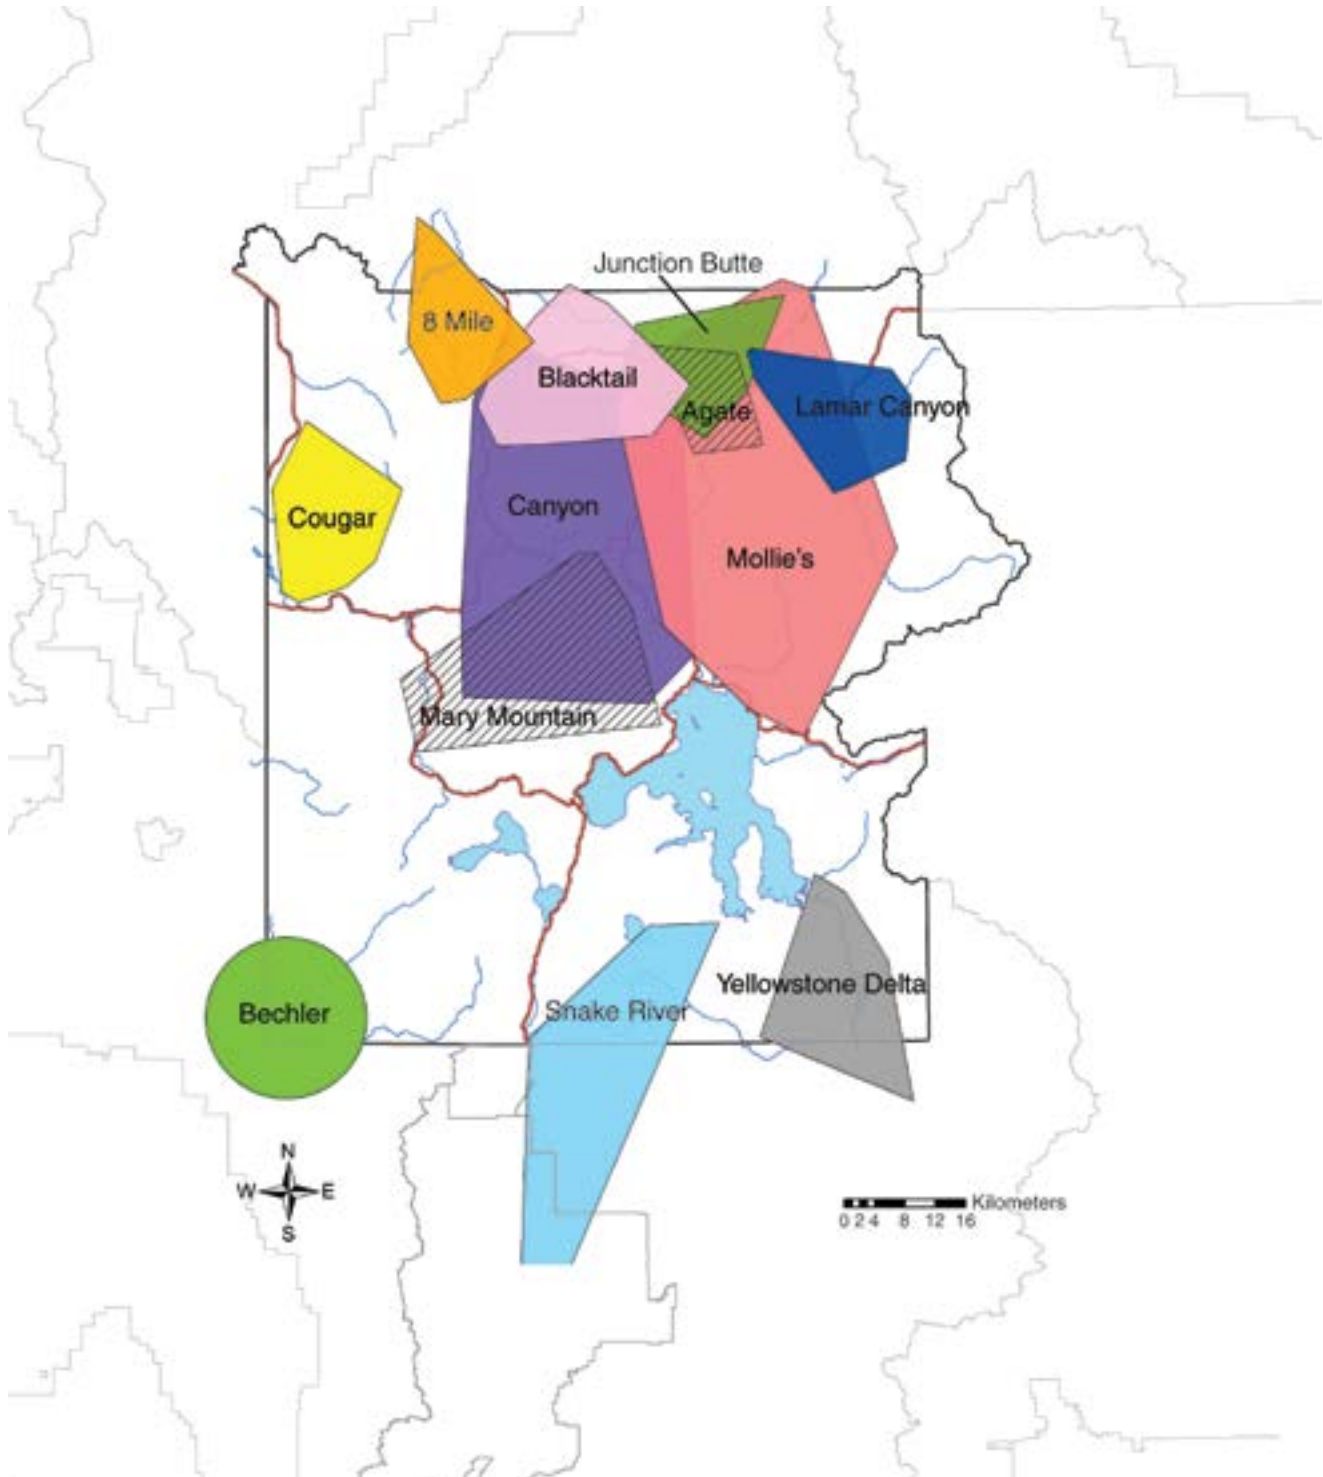 Junction Butte
8 Mile
Blacktail
Agate
Lamar Canyon
Canyon
Cougar
Mollie's
Mary Mountain
Yellowstone Delta
Snake River
Bechler
N
W E
S
Kilometers
0 2 4 8 12 16